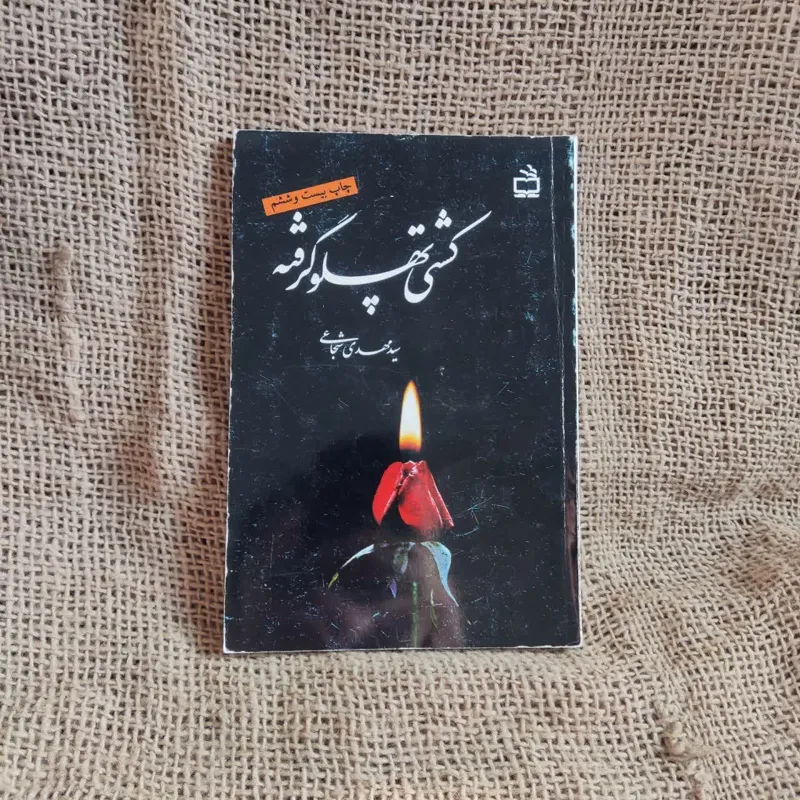 چاپ بیست و ششم
کشتی پهلو گرفته
سید مهدی شجاعی